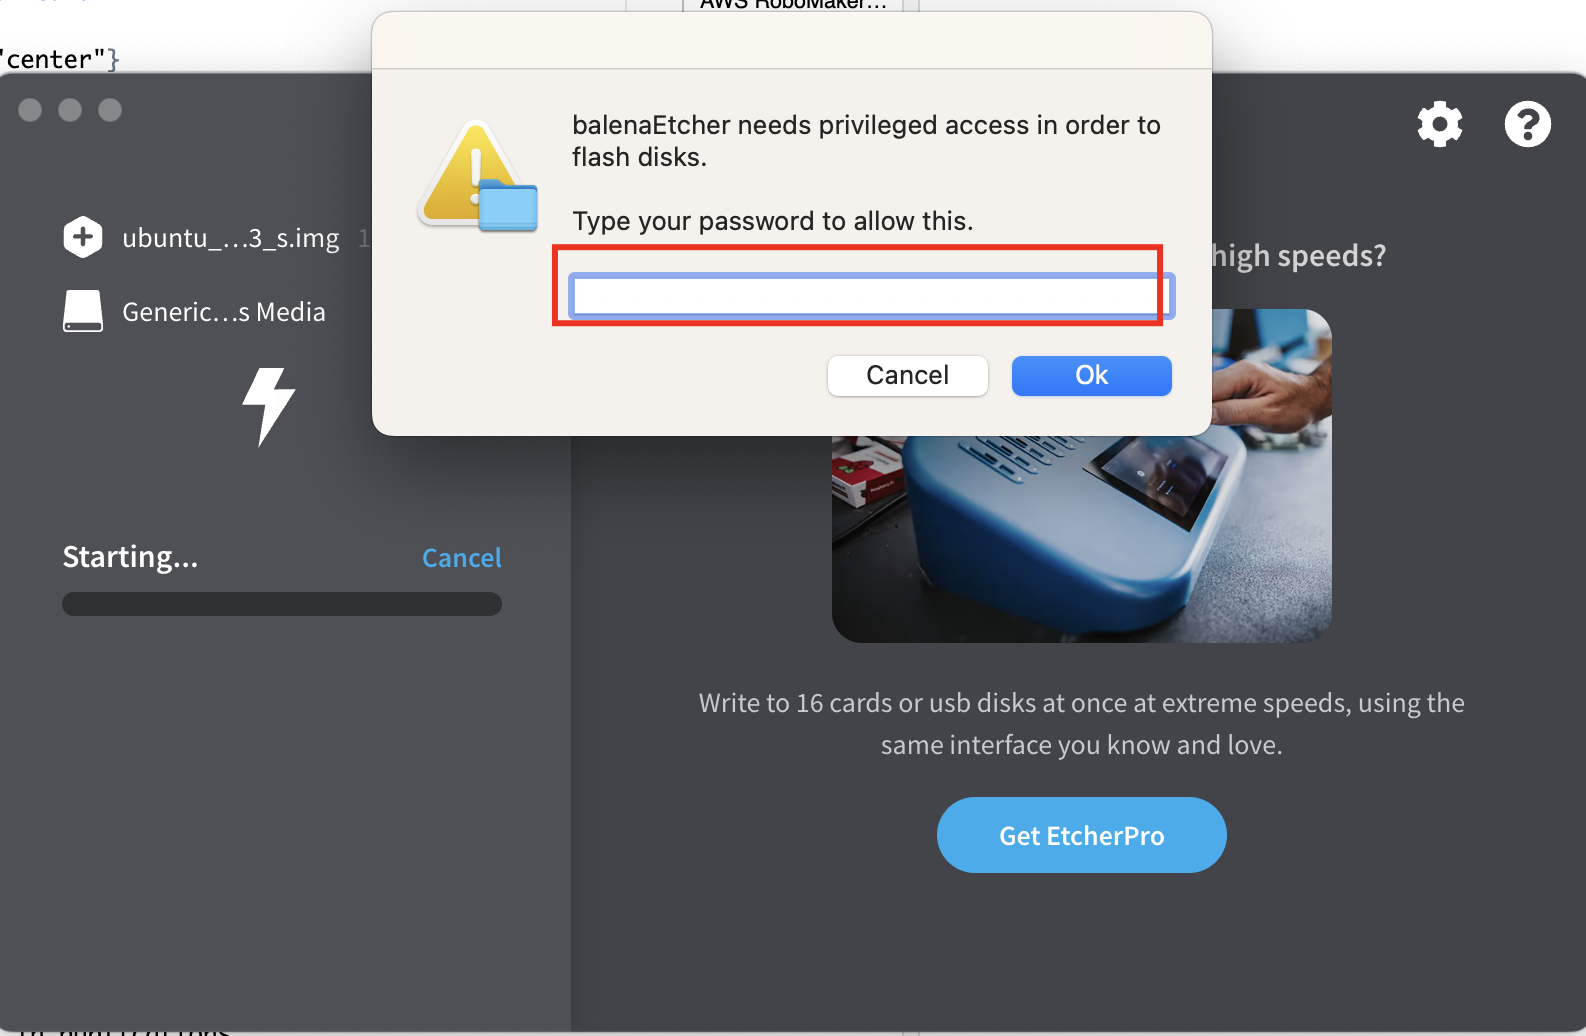 AWS RoboMaker...
"center"}
balenaEtcher needs privileged access in order to
flash disks.
Type your password to allow this.
Cancel
Ok
ubuntu_...3_s.img 1
Generic...s Media
Starting...
Cancel
high speeds?
Write to 16 cards or usb disks at once at extreme speeds, using the
same interface you know and love.
Get EtcherPro